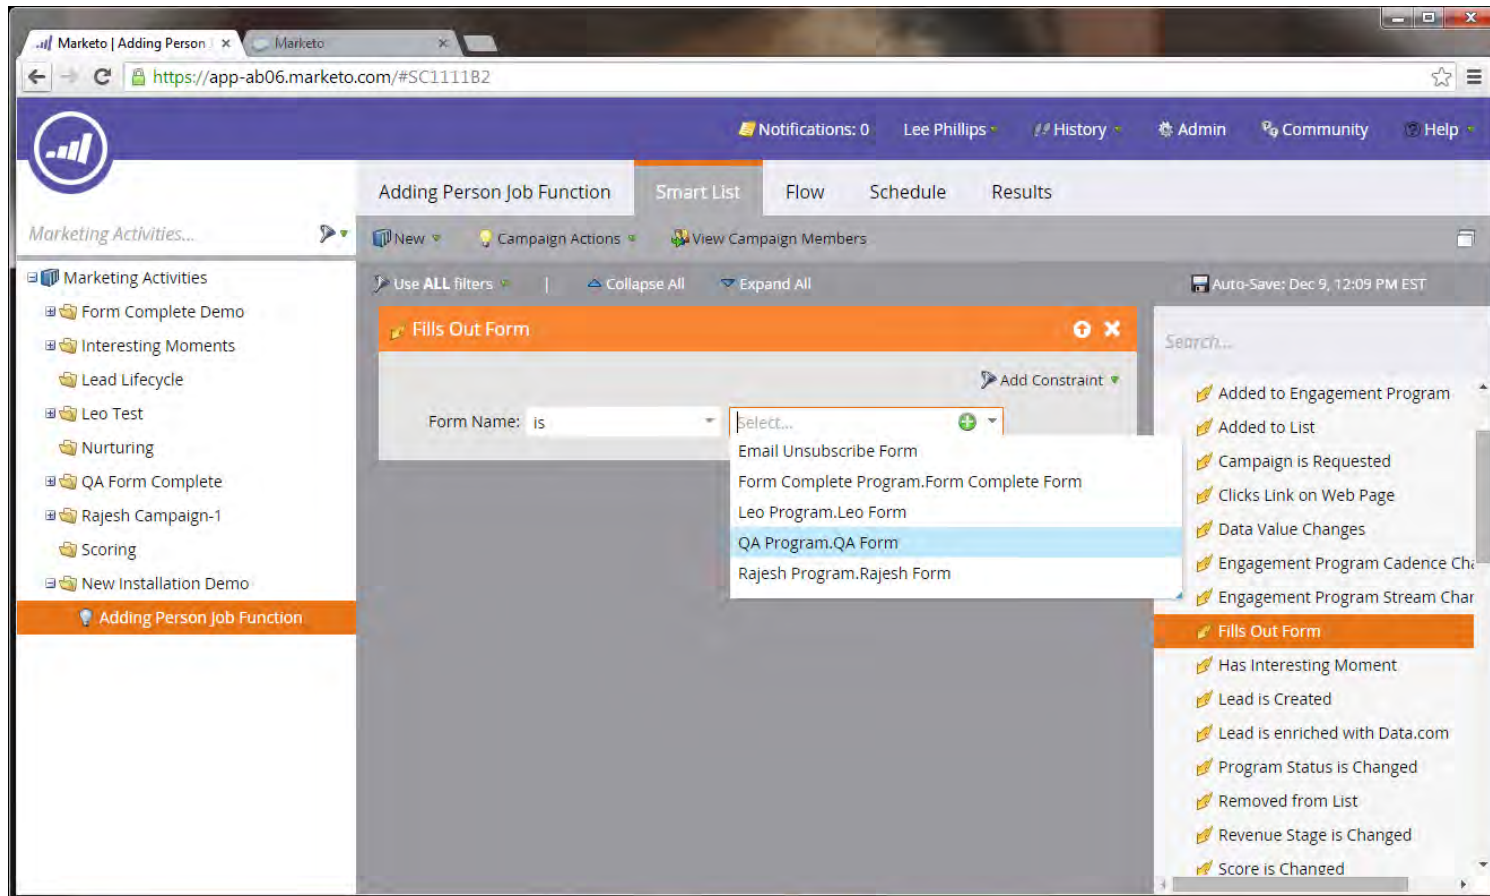 Marketo | Adding Person
Marketo
https://app-ab06.marketo.com/#SC1111B2
Notifications: 0
Lee Phillips
History
Admin
Community
Help
Adding Person Job Function
Smart List
Flow
Schedule
Results
Marketing Activities...
New
Campaign Actions
View Campaign Members
Marketing Activities
Form Complete Demo
Interesting Moments
Lead Lifecycle
Leo Test
Nurturing
QA Form Complete
Rajesh Campaign-1
Scoring
New Installation Demo
Adding Person Job Function
Use ALL filters
|
Collapse All
Expand All
Auto-Save: Dec 9, 12:09 PM EST
Fills Out Form
Add Constraint
Form Name: is
Select...
Email Unsubscribe Form
Form Complete Program.Form Complete Form
Leo Program.Leo Form
QA Program.QA Form
Rajesh Program.Rajesh Form
Search...
Added to Engagement Program
Added to List
Campaign is Requested
Clicks Link on Web Page
Data Value Changes
Engagement Program Cadence Cha
Engagement Program Stream Char
Fills Out Form
Has Interesting Moment
Lead is Created
Lead is enriched with Data.com
Program Status is Changed
Removed from List
Revenue Stage is Changed
Score is Changed